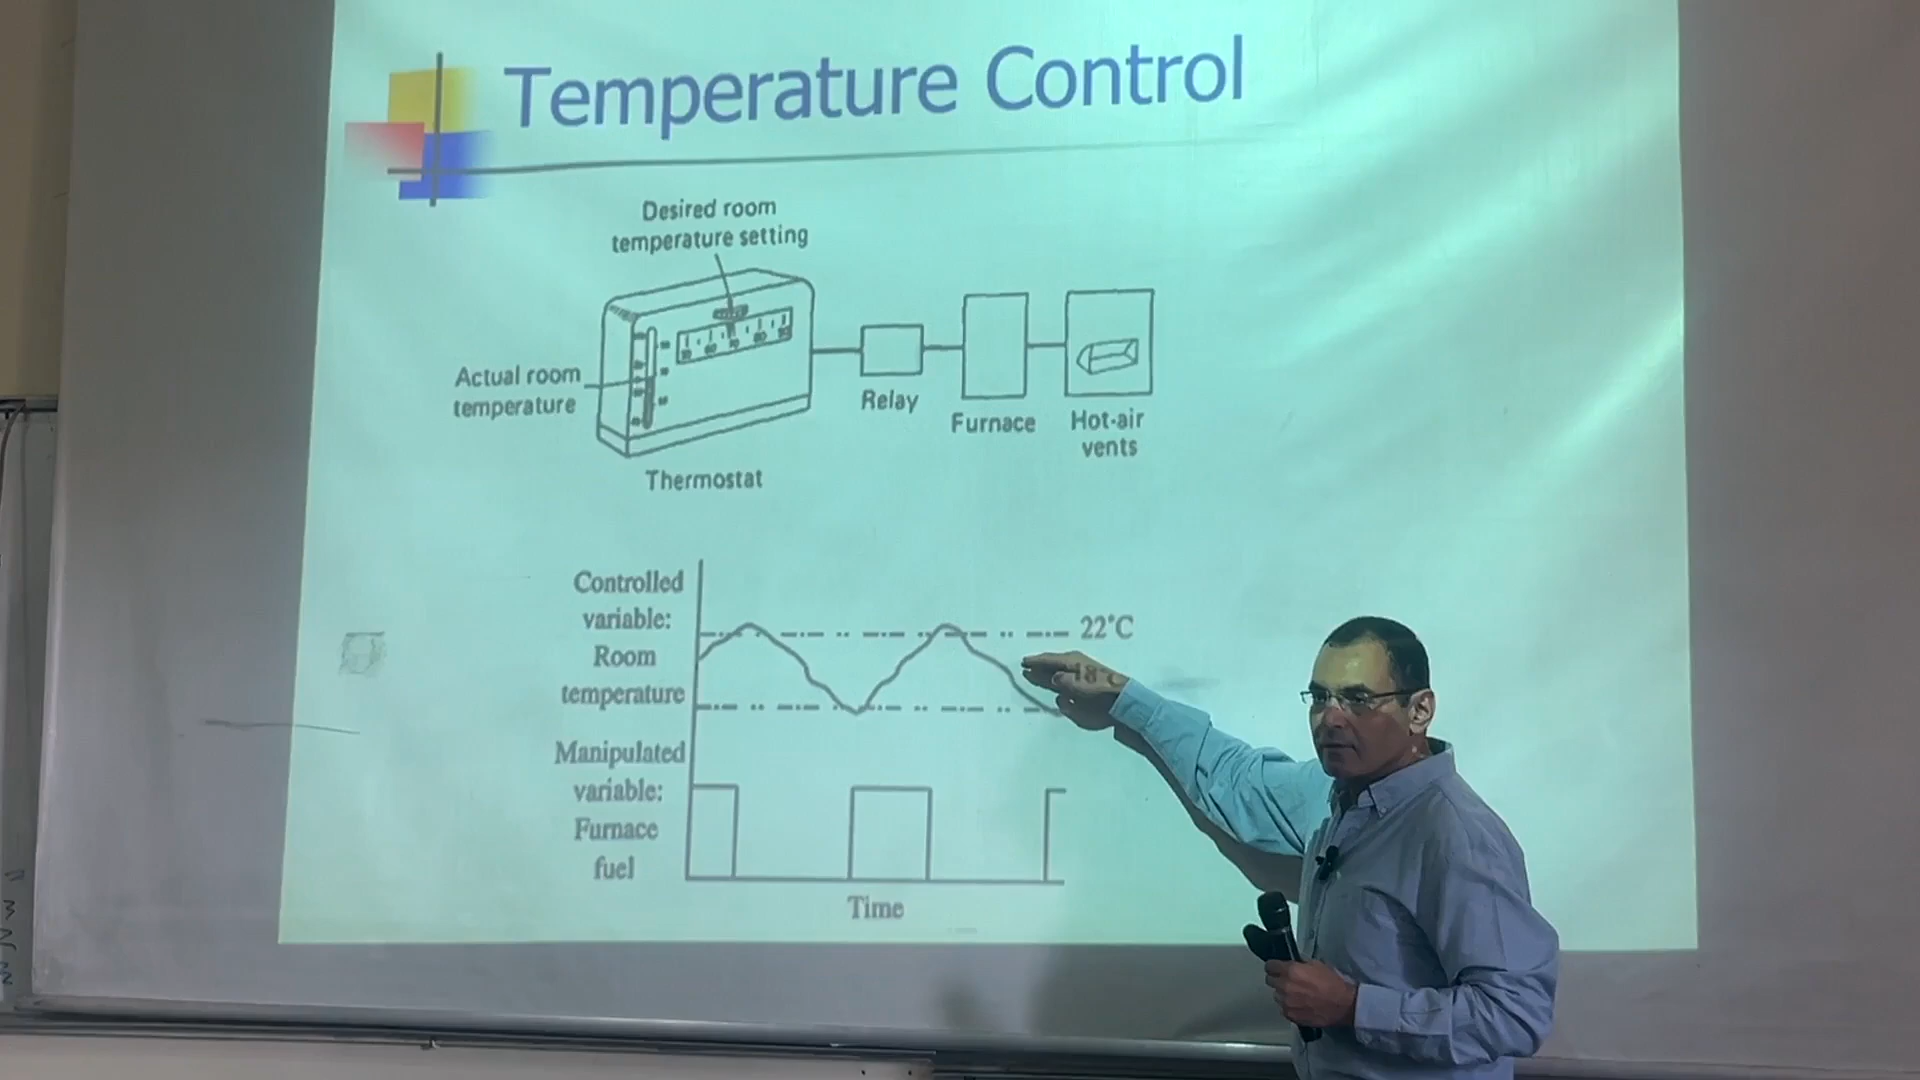 Temperature Control
Desired room
temperature setting
Actual room
temperature
Thermostat
Relay
Furnace
Hot-air
vents
Controlled
variable:
Room
temperature
22°C
18°C
Manipulated
variable:
Furnace
fuel
Time